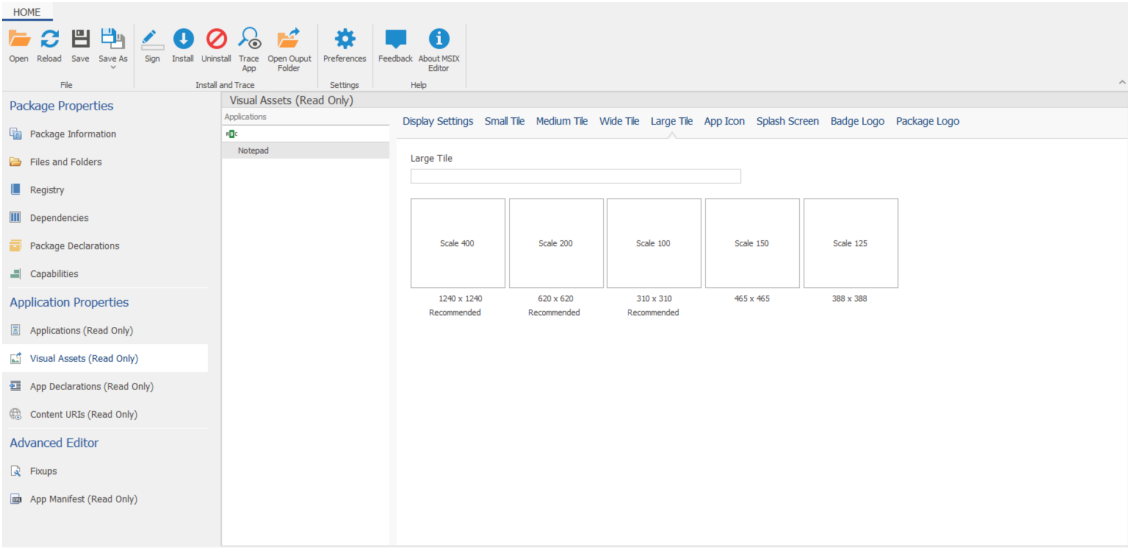 HOME
Open
Reload
Save
Save As
Sign
Install
Uninstall
Trace
App
Open Ouput
Folder
Preferences
Feedback
About MSIX
Editor
File
Install and Trace
Settings
Help
Package Properties
Package Information
Files and Folders
Registry
Dependencies
Package Declarations
Capabilities
Application Properties
Applications (Read Only)
Visual Assets (Read Only)
App Declarations (Read Only)
Content URIs (Read Only)
Advanced Editor
Fixups
App Manifest (Read Only)
Visual Assets (Read Only)
Applications
Notepad
Display Settings
Small Tile
Medium Tile
Wide Tile
Large Tile
App Icon
Splash Screen
Badge Logo
Package Logo
Large Tile
Scale 400
Scale 200
Scale 100
Scale 150
Scale 125
1240 x 1240
620 x 620
310 x 310
465 x 465
388 x 388
Recommended
Recommended
Recommended